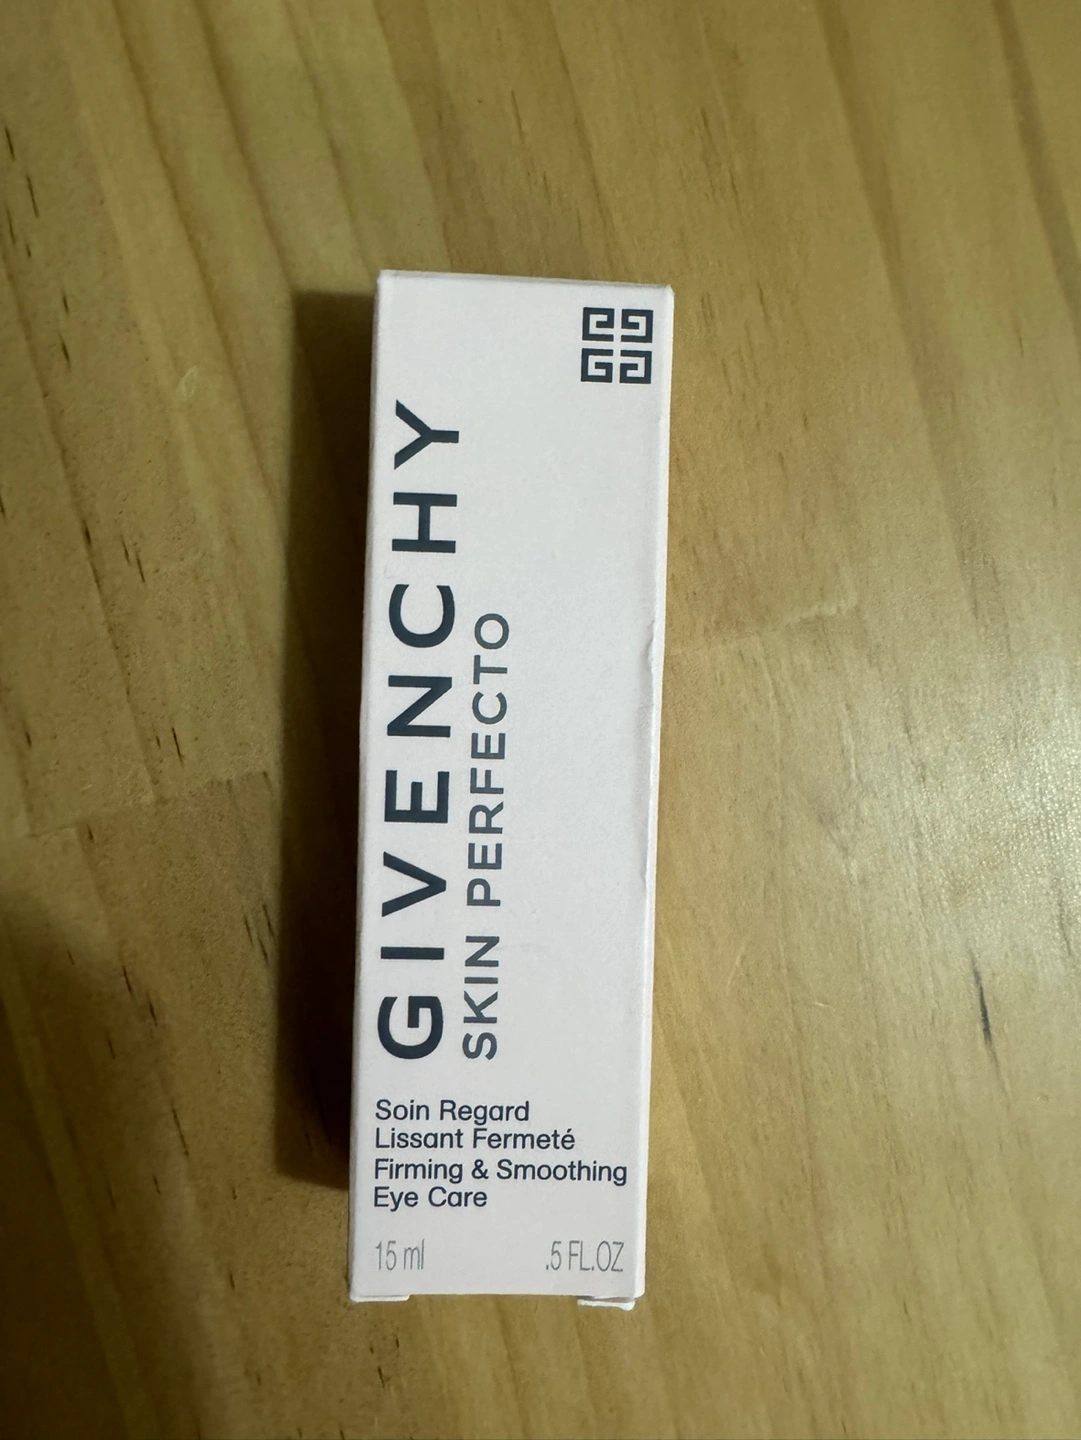 GIVENCHY
SKIN PERFECTO
Soin Regard
Lissant Fermeté
Firming & Smoothing
Eye Care
15 ml .5 FL.OZ